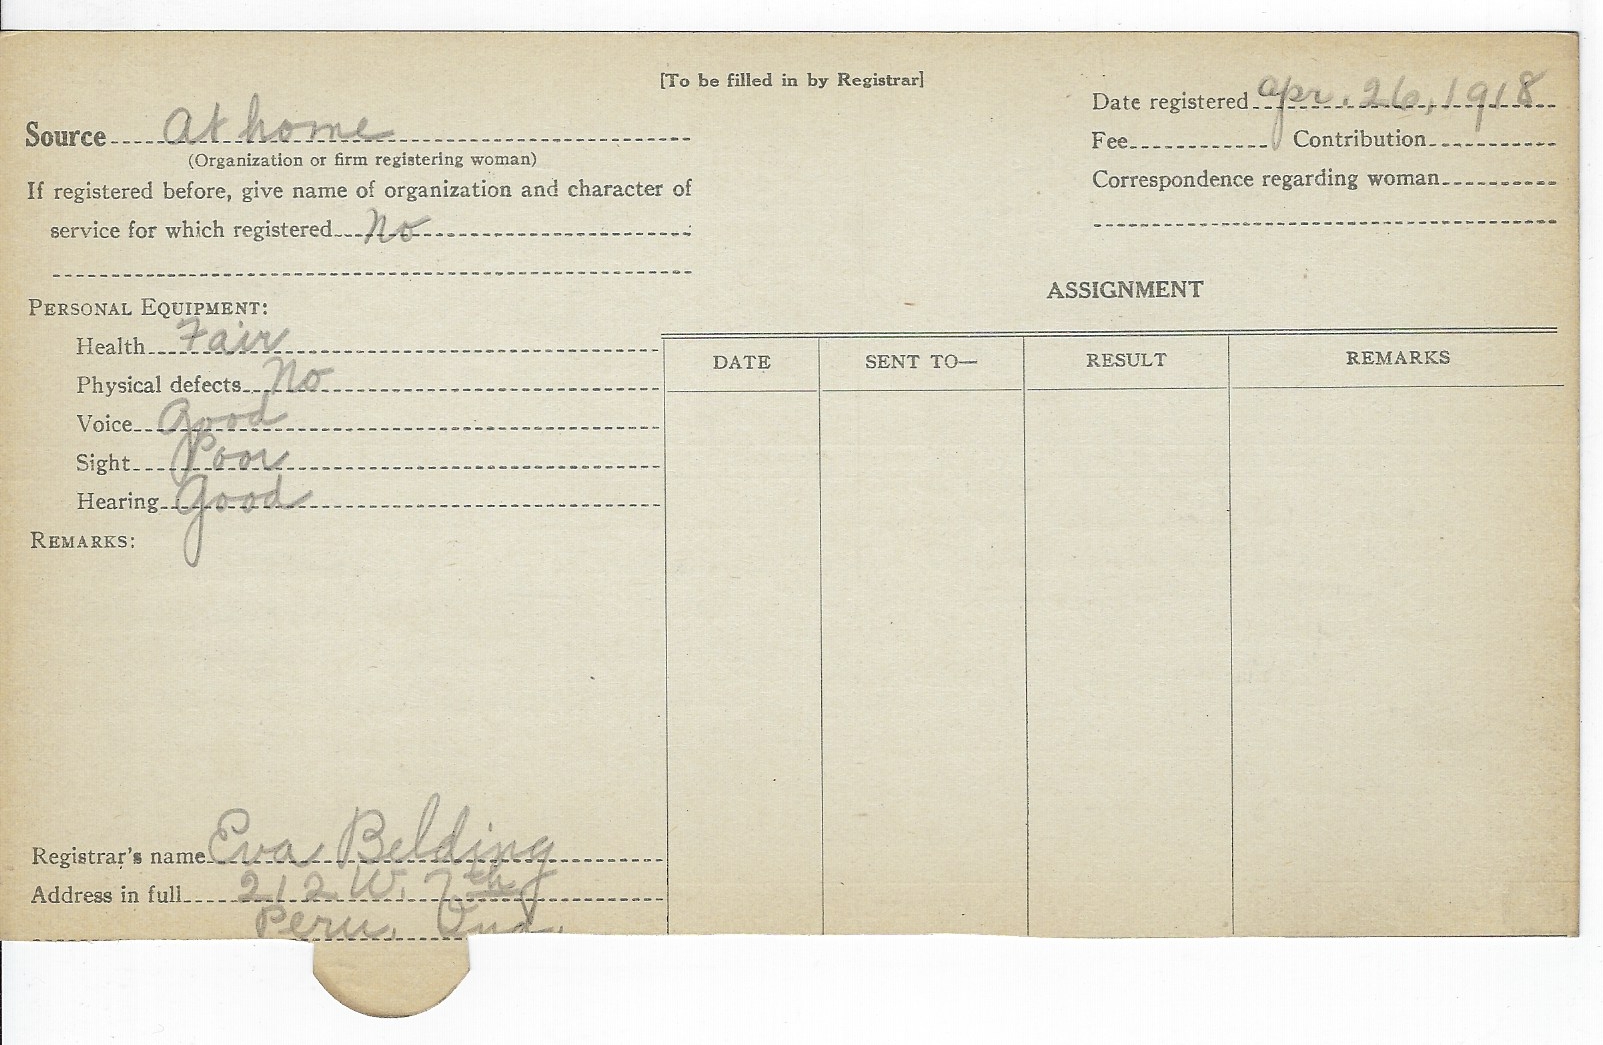 [To be filled in by Registrar]
Source At home
(Organization or firm registering woman)
If registered before, give name of organization and character of
service for which registered No
Date registered Apr. 26, 1918
Fee Contribution
Correspondence regarding woman
PERSONAL EQUIPMENT:
Health Fair
Physical defects No
Voice Good
Sight Poor
Hearing Good
REMARKS:
ASSIGNMENT
DATE SENT TO— RESULT REMARKS
Registrar's name Eva Belding
Address in full 212 W. 7th
Peru, Ind.